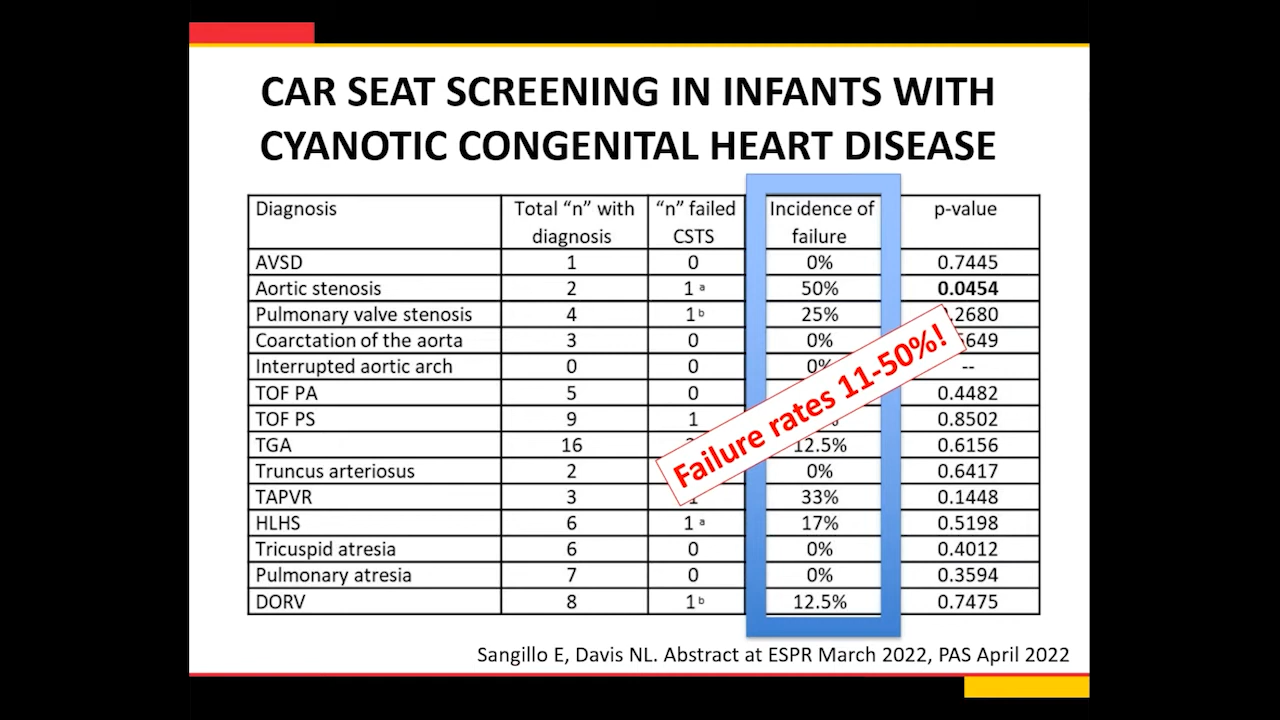 CAR SEAT SCREENING IN INFANTS WITH
CYANOTIC CONGENITAL HEART DISEASE
Diagnosis Total “n” with diagnosis “n” failed CSTS Incidence of failure p-value
AVSD 1 0 0% 0.7445
Aortic stenosis 2 1 a 50% 0.0454
Pulmonary valve stenosis 4 1 b 25% .2680
Coarctation of the aorta 3 0 0% 649
Interrupted aortic arch 0 0 0% --
TOF PA 5 0 0.4482
TOF PS 9 1 0.8502
TGA 16 12.5% 0.6156
Truncus arteriosus 2 0% 0.6417
TAPVR 3 33% 0.1448
HLHS 6 1 a 17% 0.5198
Tricuspid atresia 6 0 0% 0.4012
Pulmonary atresia 7 0 0% 0.3594
DORV 8 1 b 12.5% 0.7475
Failure rates 11-50%!
Sangillo E, Davis NL. Abstract at ESPR March 2022, PAS April 2022